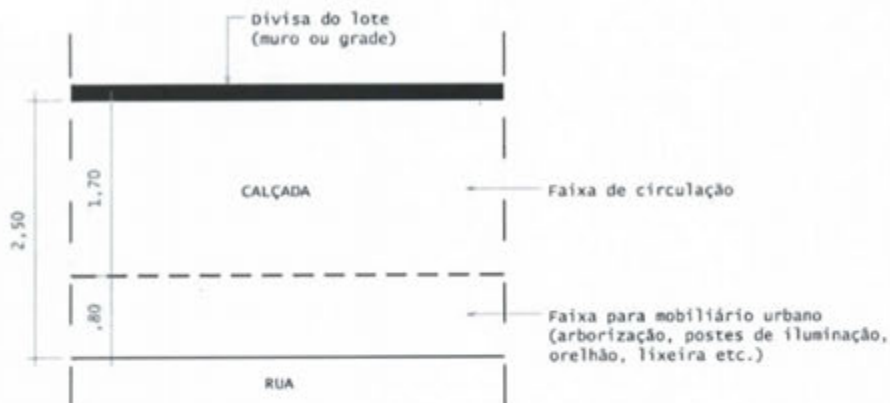 Divisa do lote
(muro ou grade)
2,50
1,70
CALÇADA
Faixa de circulação
,80
Faixa para mobiliário urbano
(arborização, postes de iluminação,
orelhão, lixeira etc.)
RUA